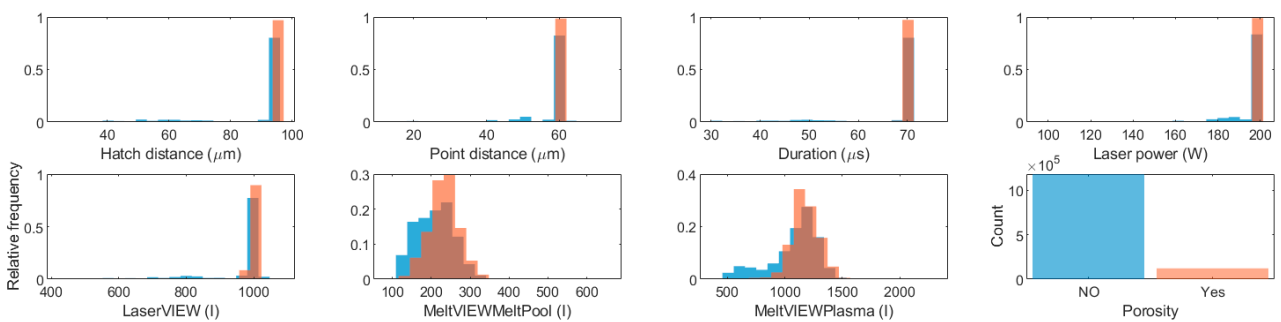 1
0.5
0
40 60 80 100
Hatch distance (μm)
1
0.5
0
20 40 60
Point distance (μm)
1
0.5
0
30 40 50 60 70
Duration (μs)
1
0.5
0
100 120 140 160 180 200
Laser power (W)
Relative frequency
1
0.5
0
400 600 800 1000
LaserVIEW (I)
0.3
0.2
0.1
0
100 200 300 400 500 600
MeltVIEWMeltPool (I)
0.4
0.2
0
500 1000 1500 2000
MeltVIEWPlasma (I)
×10⁵
Count
10
5
0
NO Yes
Porosity